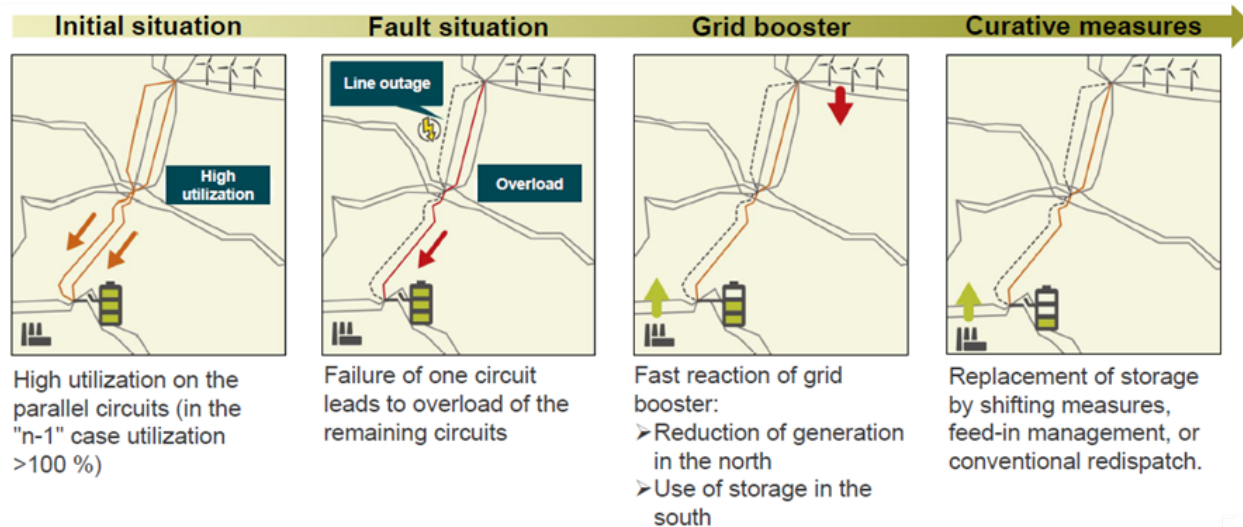 Initial situation
Fault situation
Grid booster
Curative measures
High
utilization
Line outage
Overload
High utilization on the
parallel circuits (in the
"n-1" case utilization
>100 %)
Failure of one circuit
leads to overload of the
remaining circuits
Fast reaction of grid
booster:
➢Reduction of generation
in the north
➢Use of storage in the
south
Replacement of storage
by shifting measures,
feed-in management, or
conventional redispatch.